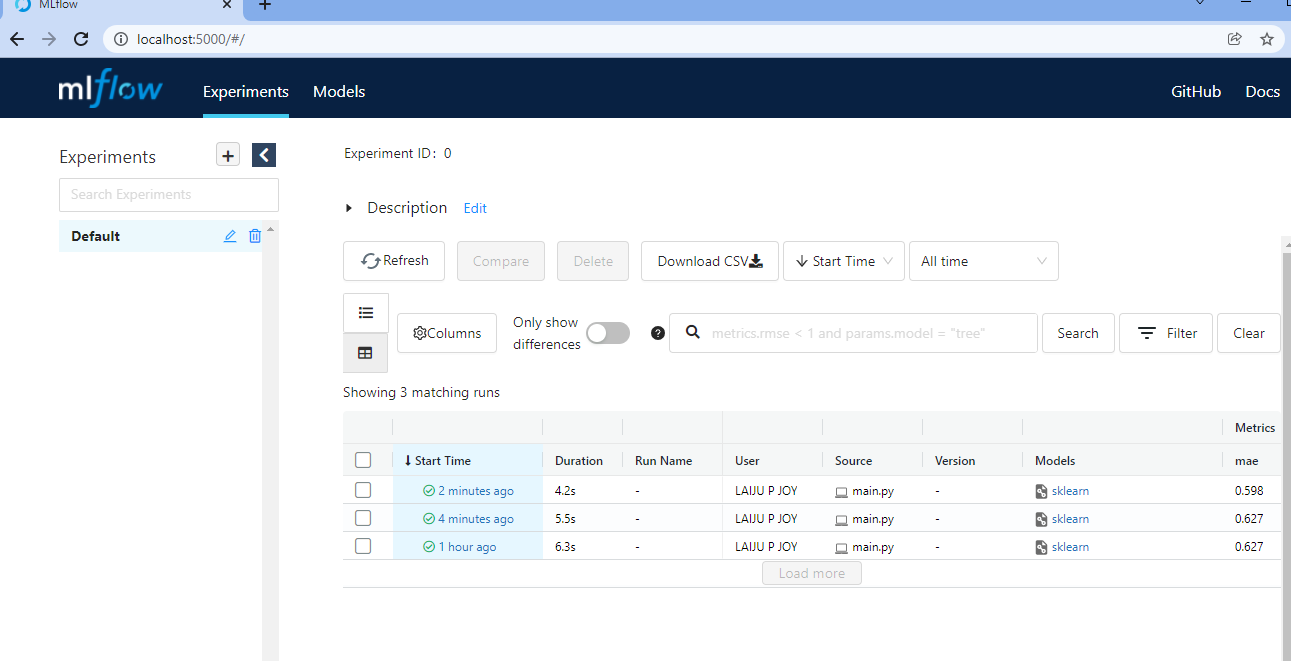 MLflow
localhost:5000/#/
mlflow Experiments Models GitHub Docs
Experiments
Search Experiments
Default
Experiment ID: 0
Description Edit
Refresh Compare Delete Download CSV Start Time All time
Columns Only show differences metrics.rmse < 1 and params.model = "tree" Search Filter Clear
Showing 3 matching runs
Metrics
Start Time Duration Run Name User Source Version Models mae
2 minutes ago 4.2s - LAIJU P JOY main.py - sklearn 0.598
4 minutes ago 5.5s - LAIJU P JOY main.py - sklearn 0.627
1 hour ago 6.3s - LAIJU P JOY main.py - sklearn 0.627
Load more